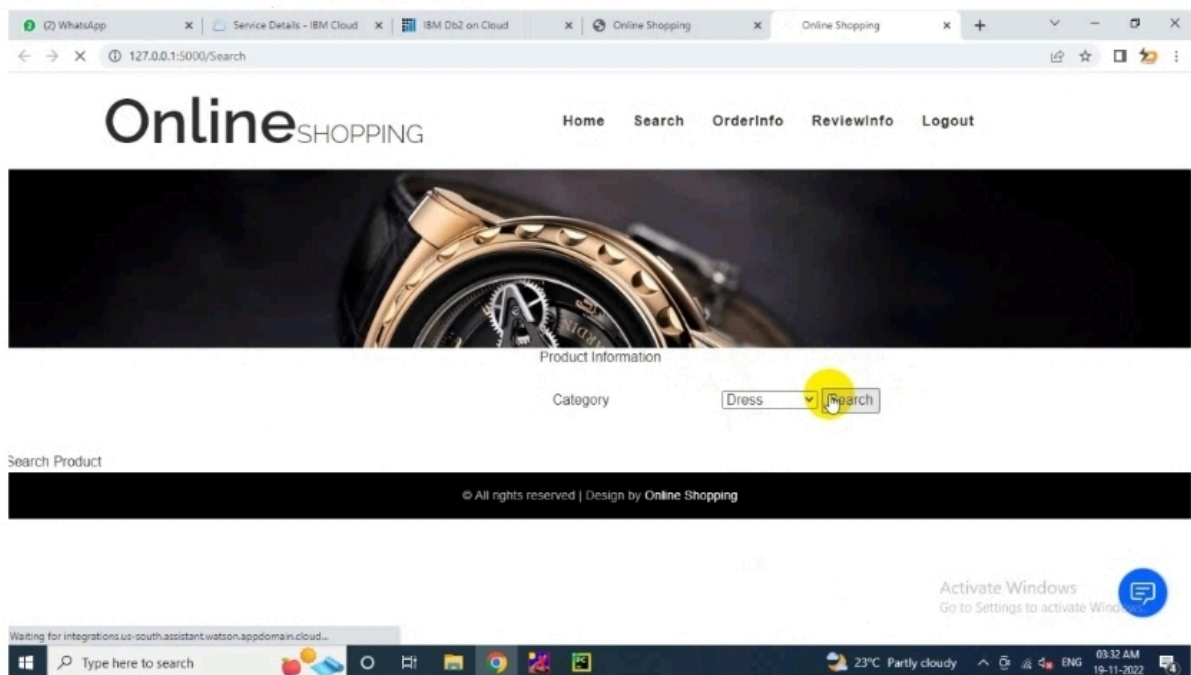 (2) WhatsApp
Service Details - IBM Cloud
IBM Db2 on Cloud
Online Shopping
Online Shopping
127.0.0.1:5000/Search
Online SHOPPING
Home Search OrderInfo ReviewInfo Logout
Product Information
Category Dress Search
Search Product
© All rights reserved | Design by Online Shopping
Activate Windows
Go to Settings to activate Windows.
Waiting for integrations.us-south.assistant.watson.appdomain.cloud...
Type here to search
23°C Partly cloudy
ENG
03:32 AM
19-11-2022